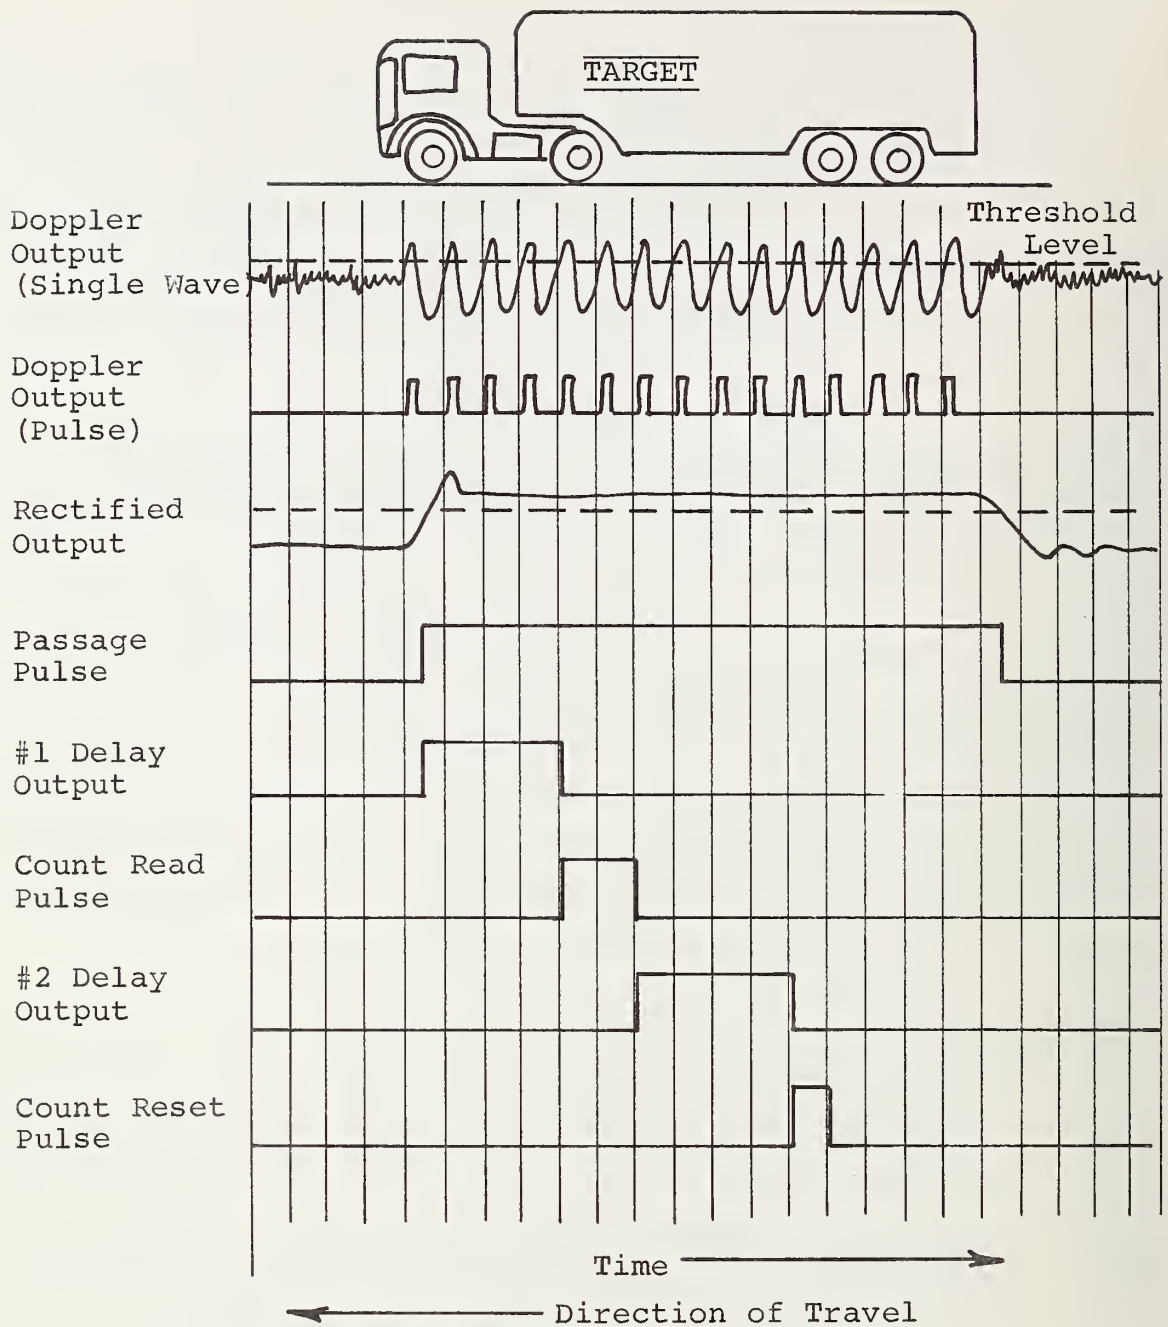 TARGET
Doppler
Output
(Single Wave)
Threshold
Level
Doppler
Output
(Pulse)
Rectified
Output
Passage
Pulse
#1 Delay
Output
Count Read
Pulse
#2 Delay
Output
Count Reset
Pulse
Time
Direction of Travel